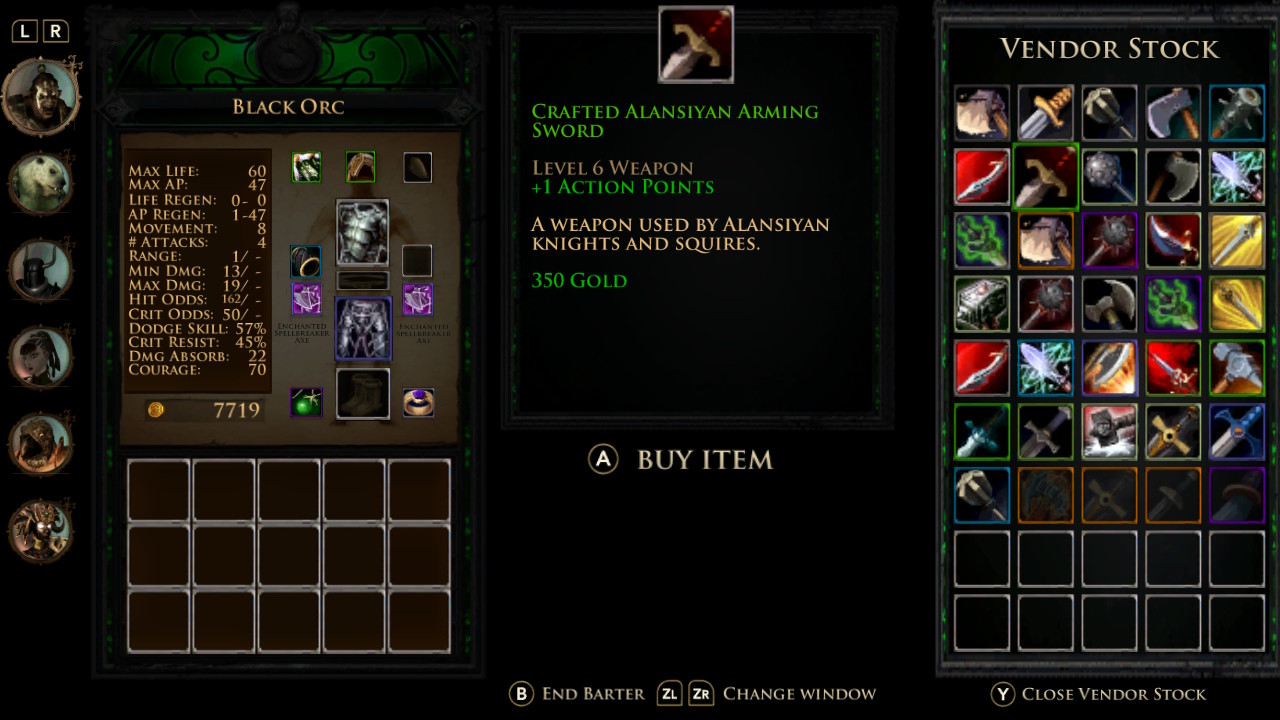 L R
BLACK ORC
MAX LIFE: 60
MAX AP: 47
LIFE REGEN: 0- 0
AP REGEN: 1-47
MOVEMENT: 8
# ATTACKS: 4
RANGE: 1/ -
MIN DMG: 13/ -
MAX DMG: 19/ -
HIT ODDS: 162/ -
CRIT ODDS: 50/ -
DODGE SKILL: 57%
CRIT RESIST: 45%
DMG ABSORB: 22
COURAGE: 70
7719
ENCHANTED
SPELLBREAKER
AXE
ENCHANTED
SPELLBREAKER
AXE
CRAFTED ALANSIYAN ARMING
SWORD
LEVEL 6 WEAPON
+1 ACTION POINTS
A WEAPON USED BY ALANSIYAN
KNIGHTS AND SQUIRES.
350 GOLD
A BUY ITEM
VENDOR STOCK
B END BARTER ZL ZR CHANGE WINDOW
Y CLOSE VENDOR STOCK